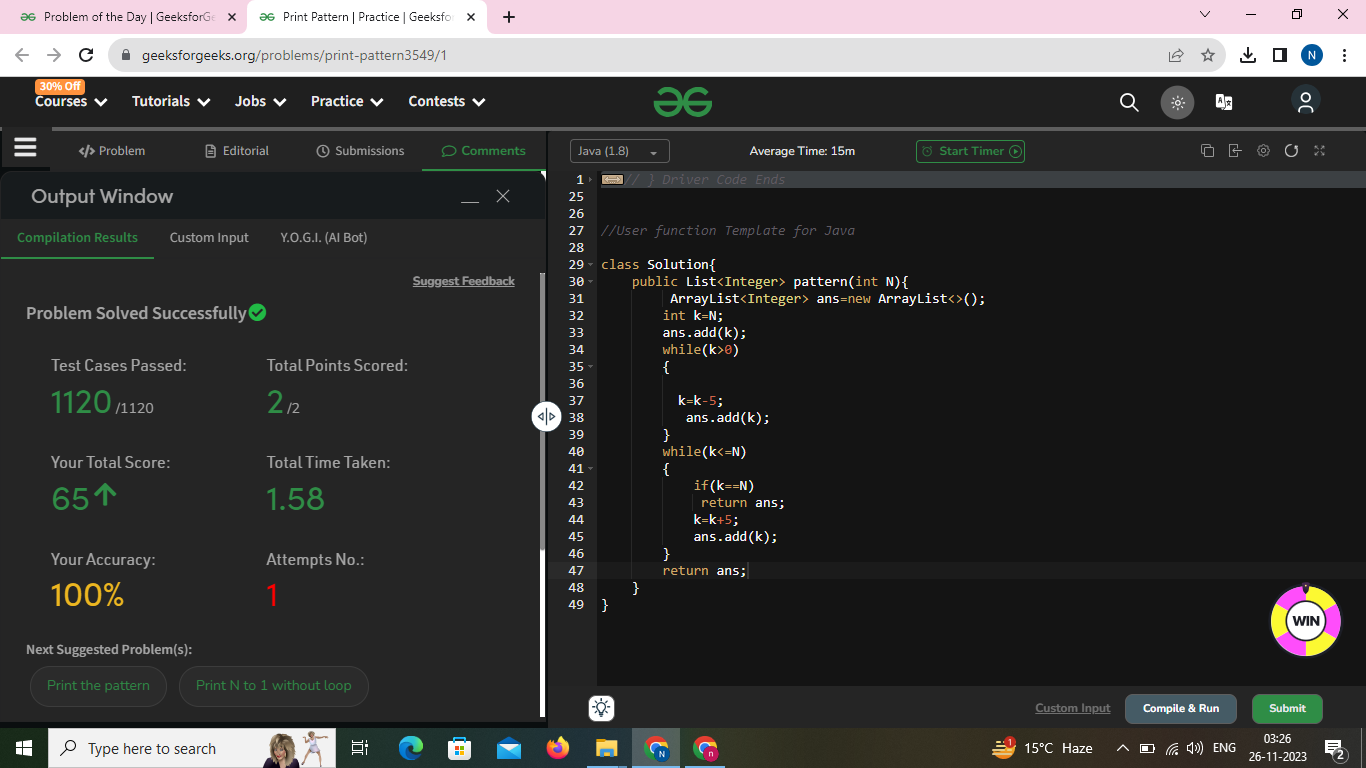 Problem of the Day | GeeksforGe
Print Pattern | Practice | Geeksfo
geeksforgeeks.org/problems/print-pattern3549/1
N
30% Off
Courses
Tutorials
Jobs
Practice
Contests
Problem
Editorial
Submissions
Comments
Java (1.8)
Average Time: 15m
Start Timer
Output Window
Compilation Results
Custom Input
Y.O.G.I. (AI Bot)
Suggest Feedback
Problem Solved Successfully
Test Cases Passed:
1120 /1120
Total Points Scored:
2 /2
Your Total Score:
65
Total Time Taken:
1.58
Your Accuracy:
100%
Attempts No.:
1
Next Suggested Problem(s):
Print the pattern
Print N to 1 without loop
1 // } Driver Code Ends
25
26
27 //User function Template for Java
28
29 class Solution{
30 public List<Integer> pattern(int N){
31 ArrayList<Integer> ans=new ArrayList<>();
32 int k=N;
33 ans.add(k);
34 while(k>0)
35 {
36
37 k=k-5;
38 ans.add(k);
39 }
40 while(k<=N)
41 {
42 if(k==N)
43 return ans;
44 k=k+5;
45 ans.add(k);
46 }
47 return ans;
48 }
49 }
WIN
Custom Input
Compile & Run
Submit
Type here to search
N
n
1
15°C Haze
ENG
03:26
26-11-2023
2